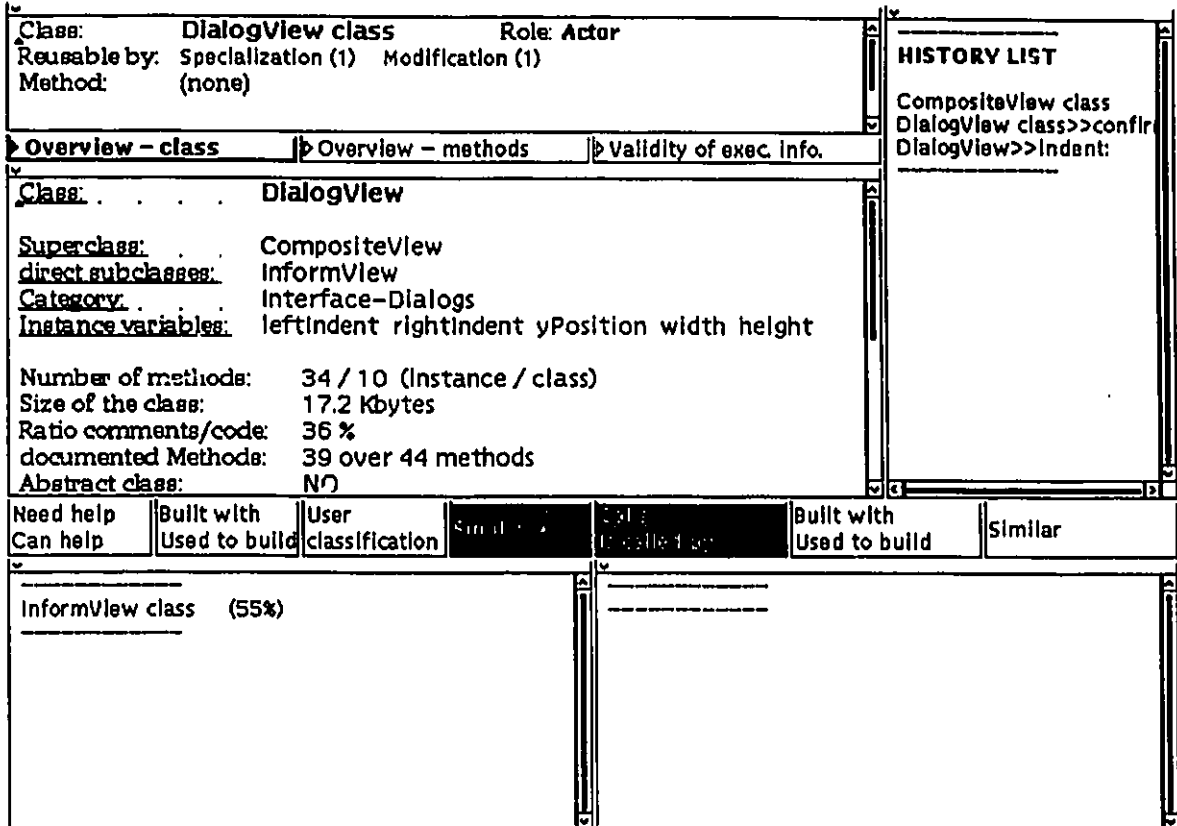 Class: DialogView class Role: Actor
Reusable by: Specialization (1) Modification (1)
Method: (none)
HISTORY LIST
CompositeView class
DialogView class>>confir
DialogView>>indent:
Overview – class
Overview – methods
Validity of exec. info.
Class: . . . . DialogView
Superclass: . . CompositeView
direct subclasses: InformView
Category: . . . Interface–Dialogs
Instance variables: leftIndent rightIndent yPosition width height
Number of methods: 34 / 10 (Instance / class)
Size of the class: 17.2 Kbytes
Ratio comments/code: 36 %
documented Methods: 39 over 44 methods
Abstract class: NO
Need help
Can help
Built with
Used to build
User
classification
Built with
Used to build
Similar
InformView class (55%)